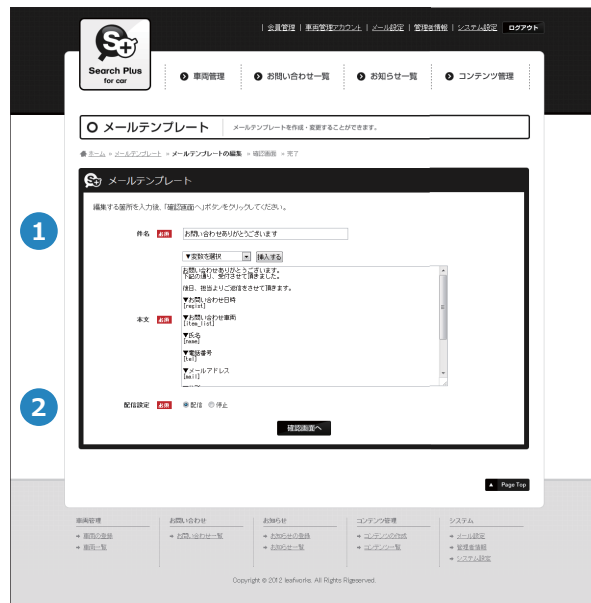 | 会員管理 | 車両管理アカウント | メール設定 | 管理者情報 | システム設定 ログアウト
S+
Search Plus
for car
車両管理 お問い合わせ一覧 お知らせ一覧 コンテンツ管理
メールテンプレート メールテンプレートを作成・変更することができます。
ホーム » メールテンプレート » メールテンプレートの編集 » 確認画面 » 完了
S+ メールテンプレート
編集する箇所を入力後、「確認画面へ」ボタンをクリックしてください。
1
件名 必須 お問い合わせありがとうございます
▼変数を選択 挿入する
お問い合わせありがとうございます。
下記の通り、受付させて頂きました。
後日、担当よりご返信をさせて頂きます。
▼お問い合わせ日時
[regist]
本文 必須
▼お問い合わせ車両
[item_list]
▼氏名
[name]
▼電話番号
[tel]
▼メールアドレス
[mail]
2
配信設定 必須 配信 停止
確認画面へ
▲ Page Top
車両管理 お問い合わせ お知らせ コンテンツ管理 システム
車両の登録 お問い合わせ一覧 お知らせの登録 コンテンツの作成 メール設定
車両一覧 お知らせ一覧 コンテンツ一覧 管理者情報
システム設定
Copyright © 2012 leafworks. All Rights Rigeserved.